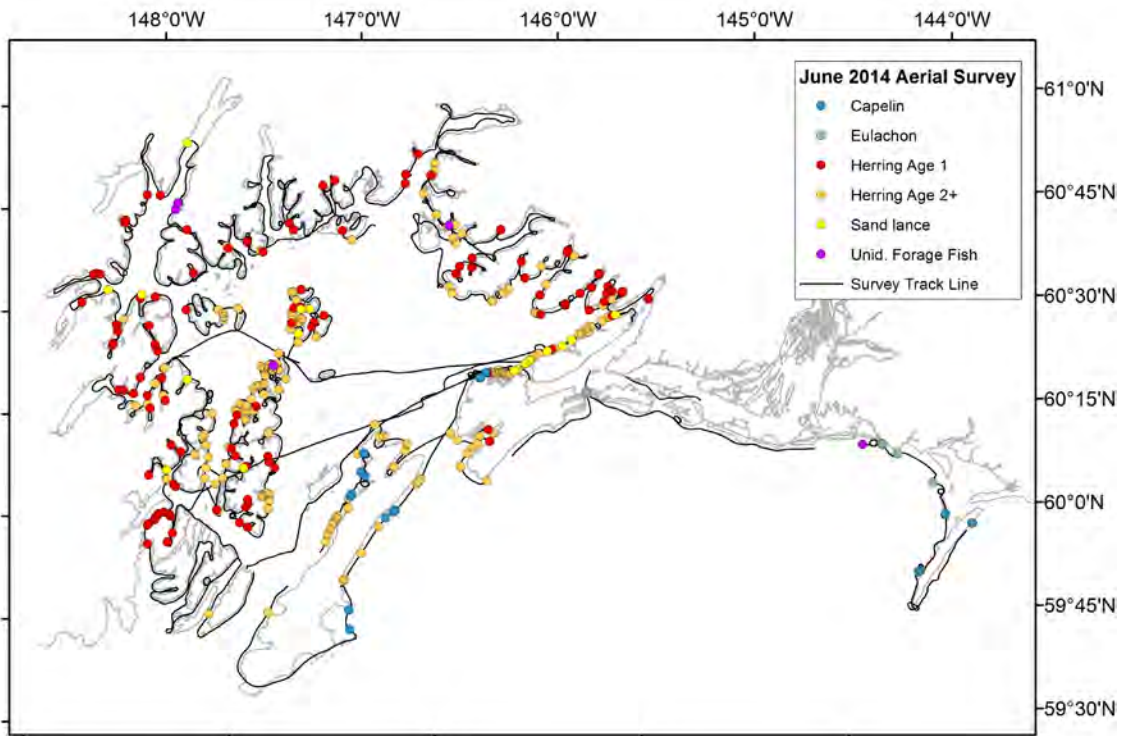 148°0'W 147°0'W 146°0'W 145°0'W 144°0'W
June 2014 Aerial Survey
Capelin
Eulachon
Herring Age 1
Herring Age 2+
Sand lance
Unid. Forage Fish
Survey Track Line
61°0'N
60°45'N
60°30'N
60°15'N
60°0'N
59°45'N
59°30'N